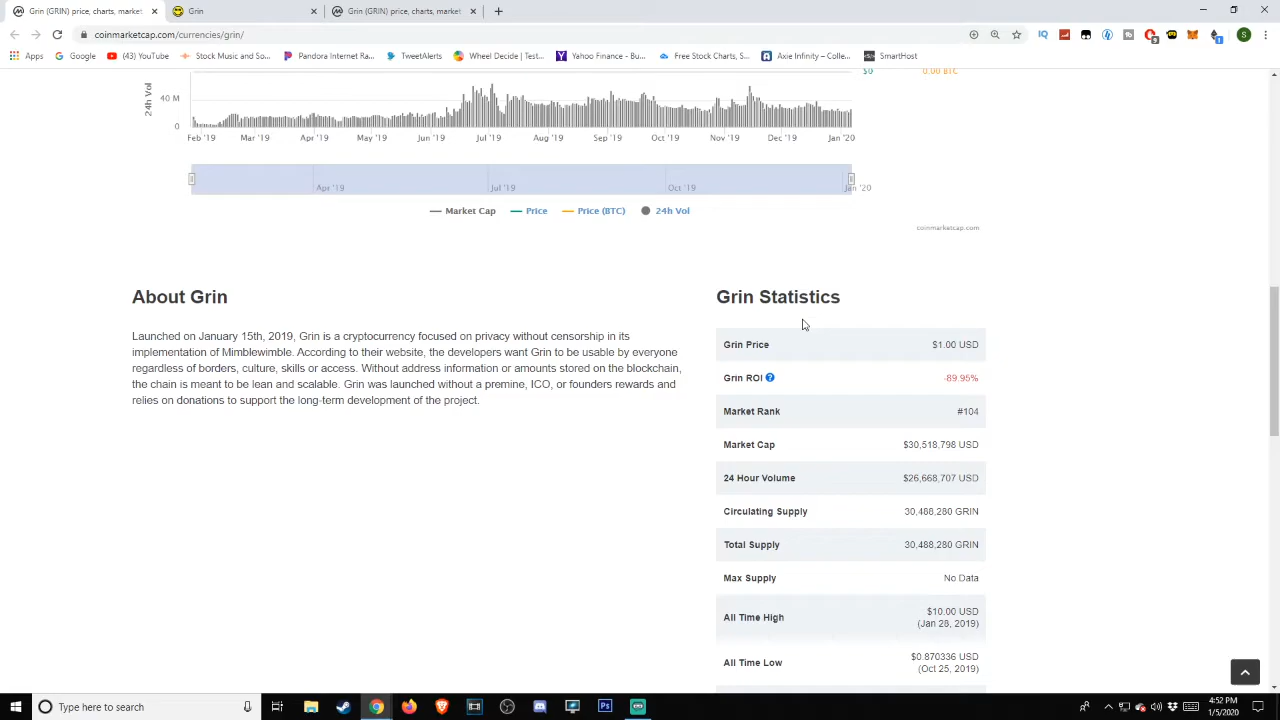 Grin (GRIN) price, charts, market
Grin
Grin (GRIN) price, charts, market
coinmarketcap.com/currencies/grin/
Apps
Google
(43) YouTube
Stock Music and So...
Pandora Internet Ra...
TweetAlerts
Wheel Decide | Test...
Yahoo Finance - Bu...
Free Stock Charts, S...
Axie Infinity – Colle...
SmartHost
$0
0.00 BTC
24h Vol
40 M
0
Feb '19 Mar '19 Apr '19 May '19 Jun '19 Jul '19 Aug '19 Sep '19 Oct '19 Nov '19 Dec '19 Jan '20
Apr '19 Jul '19 Oct '19 Jan '20
Market Cap Price Price (BTC) 24h Vol
coinmarketcap.com
About Grin
Launched on January 15th, 2019, Grin is a cryptocurrency focused on privacy without censorship in its
implementation of Mimblewimble. According to their website, the developers want Grin to be usable by everyone
regardless of borders, culture, skills or access. Without address information or amounts stored on the blockchain,
the chain is meant to be lean and scalable. Grin was launched without a premine, ICO, or founders rewards and
relies on donations to support the long-term development of the project.
Grin Statistics
Grin Price $1.00 USD
Grin ROI ? -89.95%
Market Rank #104
Market Cap $30,518,798 USD
24 Hour Volume $26,668,707 USD
Circulating Supply 30,488,280 GRIN
Total Supply 30,488,280 GRIN
Max Supply No Data
All Time High $10.00 USD
(Jan 28, 2019)
All Time Low $0.870336 USD
(Oct 25, 2019)
Type here to search
4:52 PM
1/5/2020